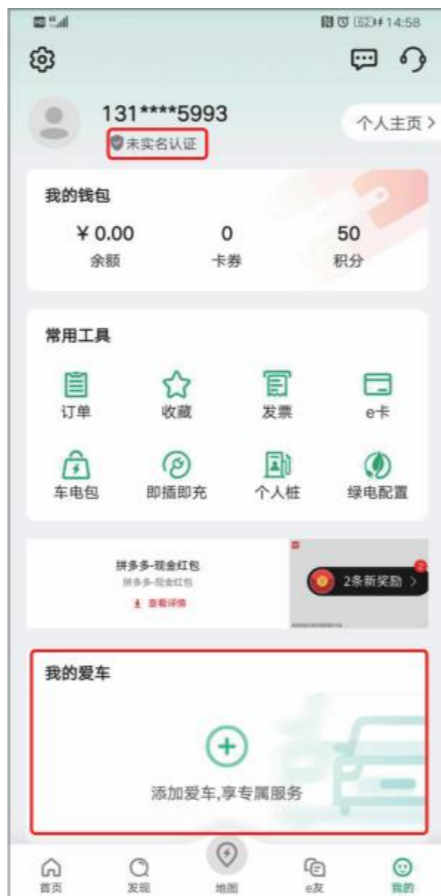 14:58
131****5993
个人主页 >
未实名认证
我的钱包
¥ 0.00 0 50
余额 卡券 积分
常用工具
订单 收藏 发票 e卡
车电包 即插即充 个人桩 绿电配置
拼多多-现金红包
拼多多-现金红包
查看详情
2条新奖励 >
2
我的爱车
添加爱车,享专属服务
首页 发现 地图 e友 我的